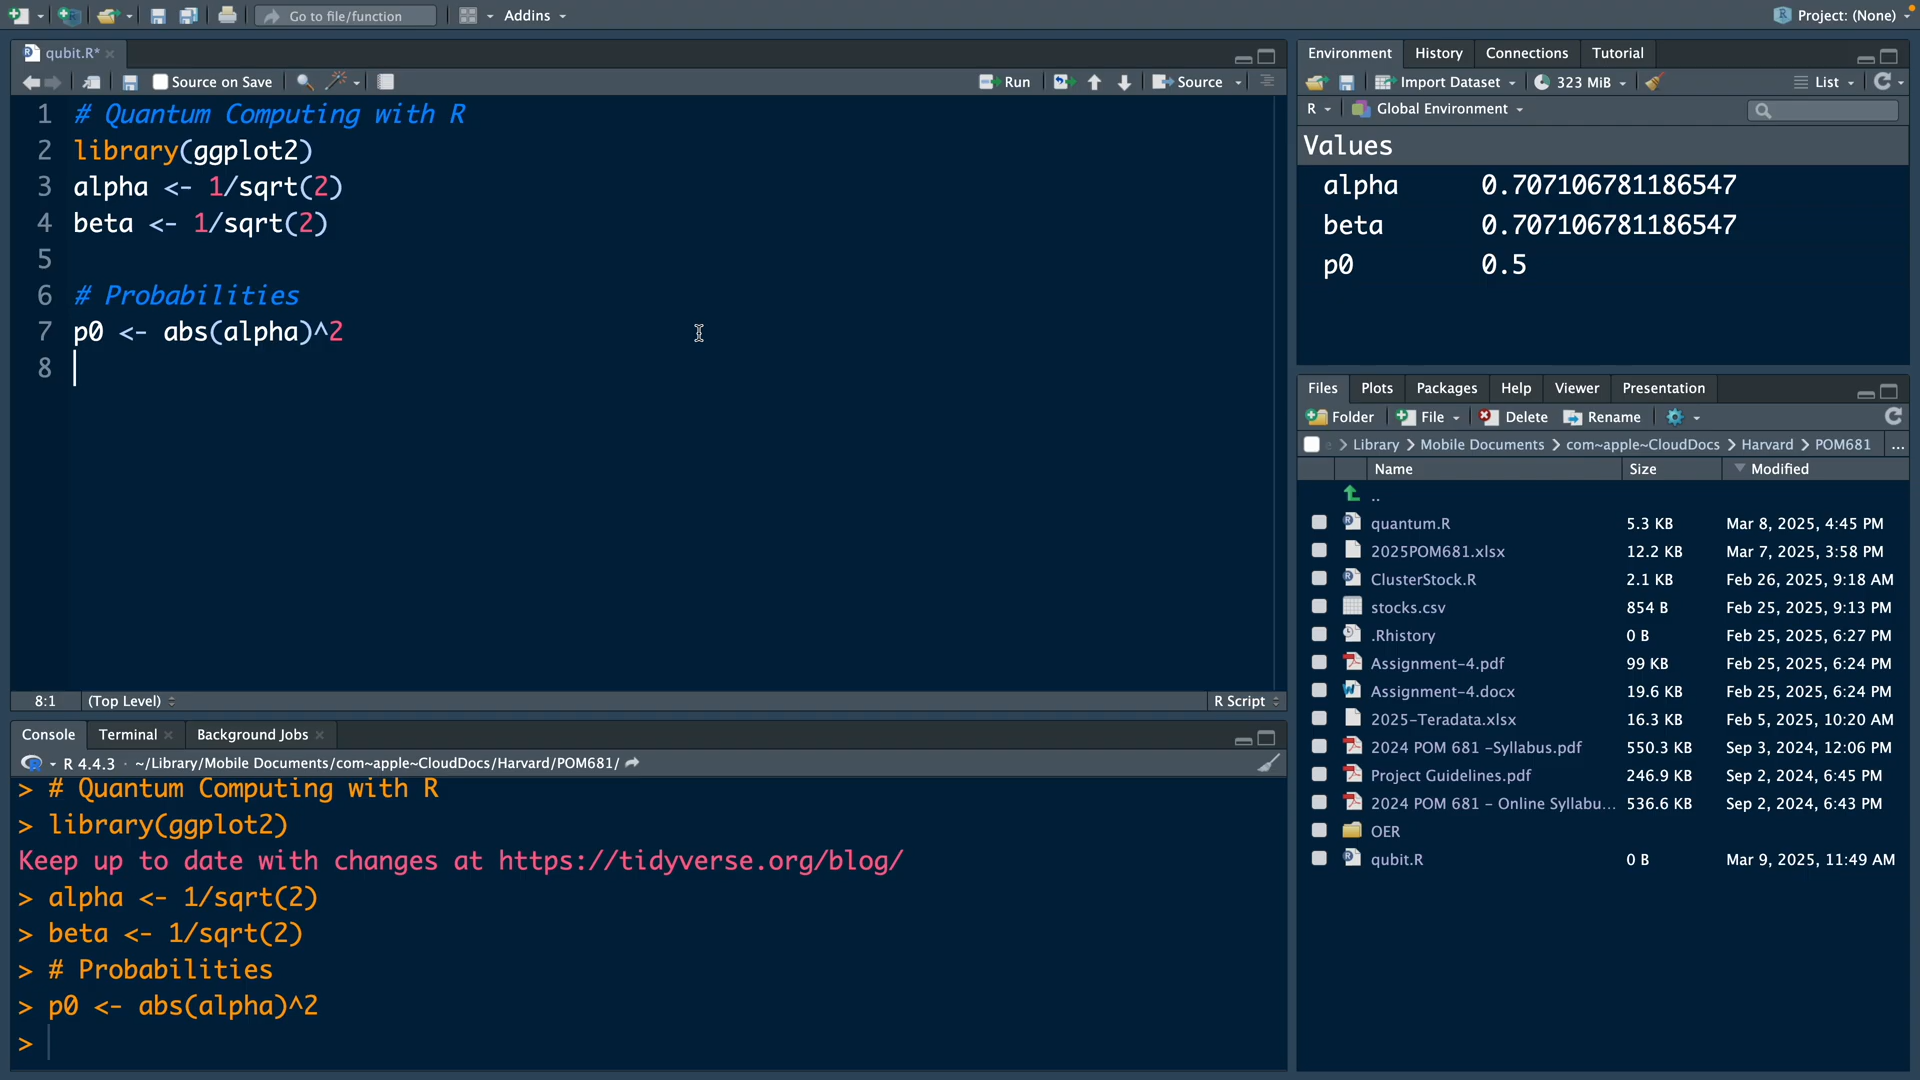 Go to file/function
Addins
Project: (None)
qubit.R*
Source on Save
Run
Source
1 # Quantum Computing with R
2 library(ggplot2)
3 alpha <- 1/sqrt(2)
4 beta <- 1/sqrt(2)
5
6 # Probabilities
7 p0 <- abs(alpha)^2
8
8:1 (Top Level) R Script
Console Terminal Background Jobs
R 4.4.3 · ~/Library/Mobile Documents/com~apple~CloudDocs/Harvard/POM681/
> # Quantum Computing with R
> library(ggplot2)
Keep up to date with changes at https://tidyverse.org/blog/
> alpha <- 1/sqrt(2)
> beta <- 1/sqrt(2)
> # Probabilities
> p0 <- abs(alpha)^2
>
Environment History Connections Tutorial
Import Dataset 323 MiB List
R Global Environment
Values
alpha 0.707106781186547
beta 0.707106781186547
p0 0.5
Files Plots Packages Help Viewer Presentation
Folder File Delete Rename
Library Mobile Documents com~apple~CloudDocs Harvard POM681 ...
Name Size Modified
..
quantum.R 5.3 KB Mar 8, 2025, 4:45 PM
2025POM681.xlsx 12.2 KB Mar 7, 2025, 3:58 PM
ClusterStock.R 2.1 KB Feb 26, 2025, 9:18 AM
stocks.csv 854 B Feb 25, 2025, 9:13 PM
.Rhistory 0 B Feb 25, 2025, 6:27 PM
Assignment-4.pdf 99 KB Feb 25, 2025, 6:24 PM
Assignment-4.docx 19.6 KB Feb 25, 2025, 6:24 PM
2025-Teradata.xlsx 16.3 KB Feb 5, 2025, 10:20 AM
2024 POM 681 -Syllabus.pdf 550.3 KB Sep 3, 2024, 12:06 PM
Project Guidelines.pdf 246.9 KB Sep 2, 2024, 6:45 PM
2024 POM 681 - Online Syllabu... 536.6 KB Sep 2, 2024, 6:43 PM
OER
qubit.R 0 B Mar 9, 2025, 11:49 AM